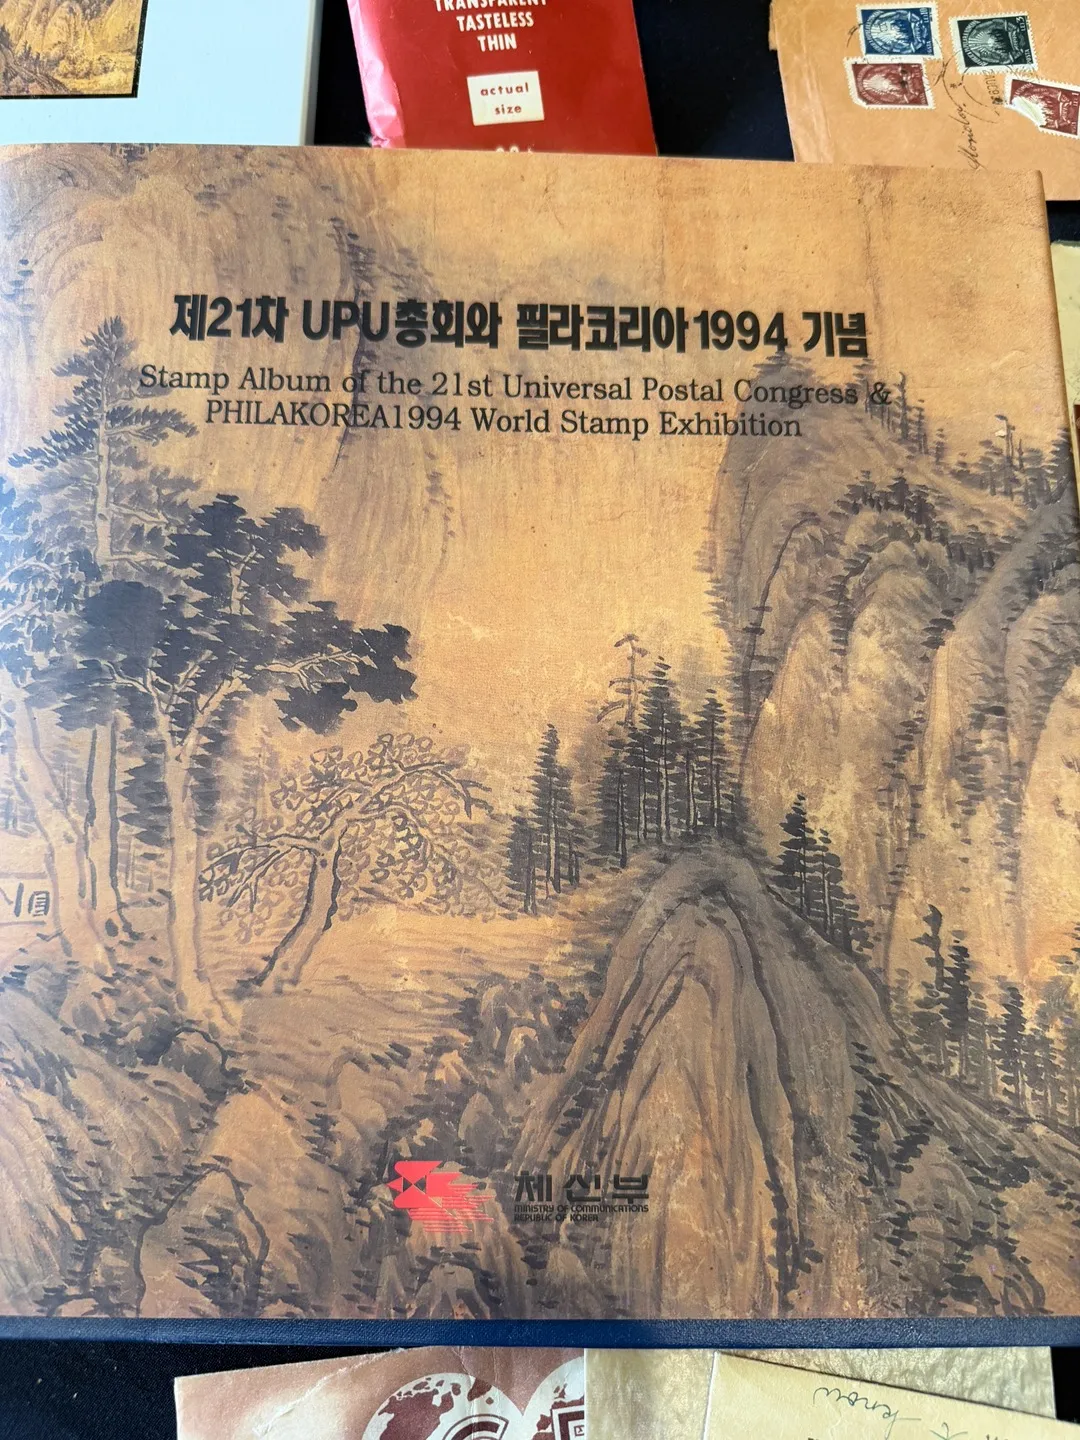 TRANSPARENT
TASTELESS
THIN
actual
size
제21차 UPU총회와 필라코리아1994 기념
Stamp Album of the 21st Universal Postal Congress &
PHILAKOREA1994 World Stamp Exhibition
체신부
MINISTRY OF COMMUNICATIONS
REPUBLIC OF KOREA
know